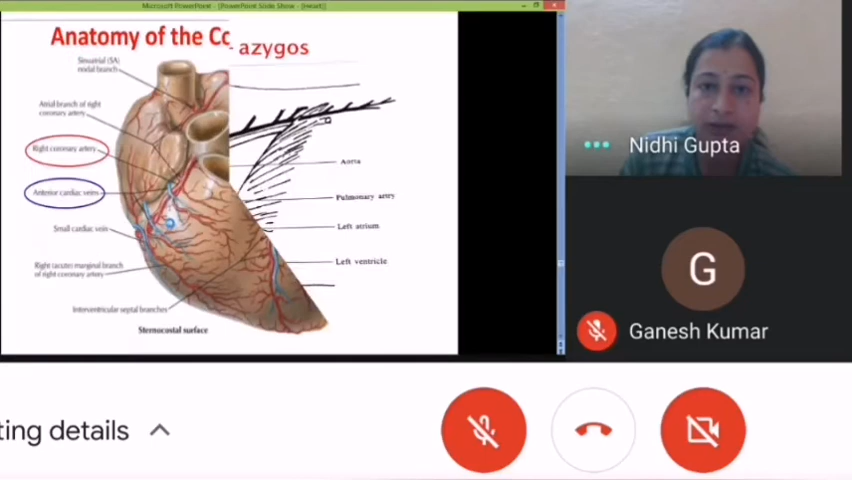 Microsoft PowerPoint - [PowerPoint Slide Show - [heart]]
Anatomy of the Co
azygos
Sinuatrial (SA)
nodal branch
Atrial branch of right
coronary artery
Right coronary artery
Anterior cardiac veins
Small cardiac vein
Right (acute) marginal branch
of right coronary artery
Interventricular septal branches
Sternocostal surface
Aorta
Pulmonary artry
Left atrium
Left ventricle
Nidhi Gupta
G
Ganesh Kumar
ting details